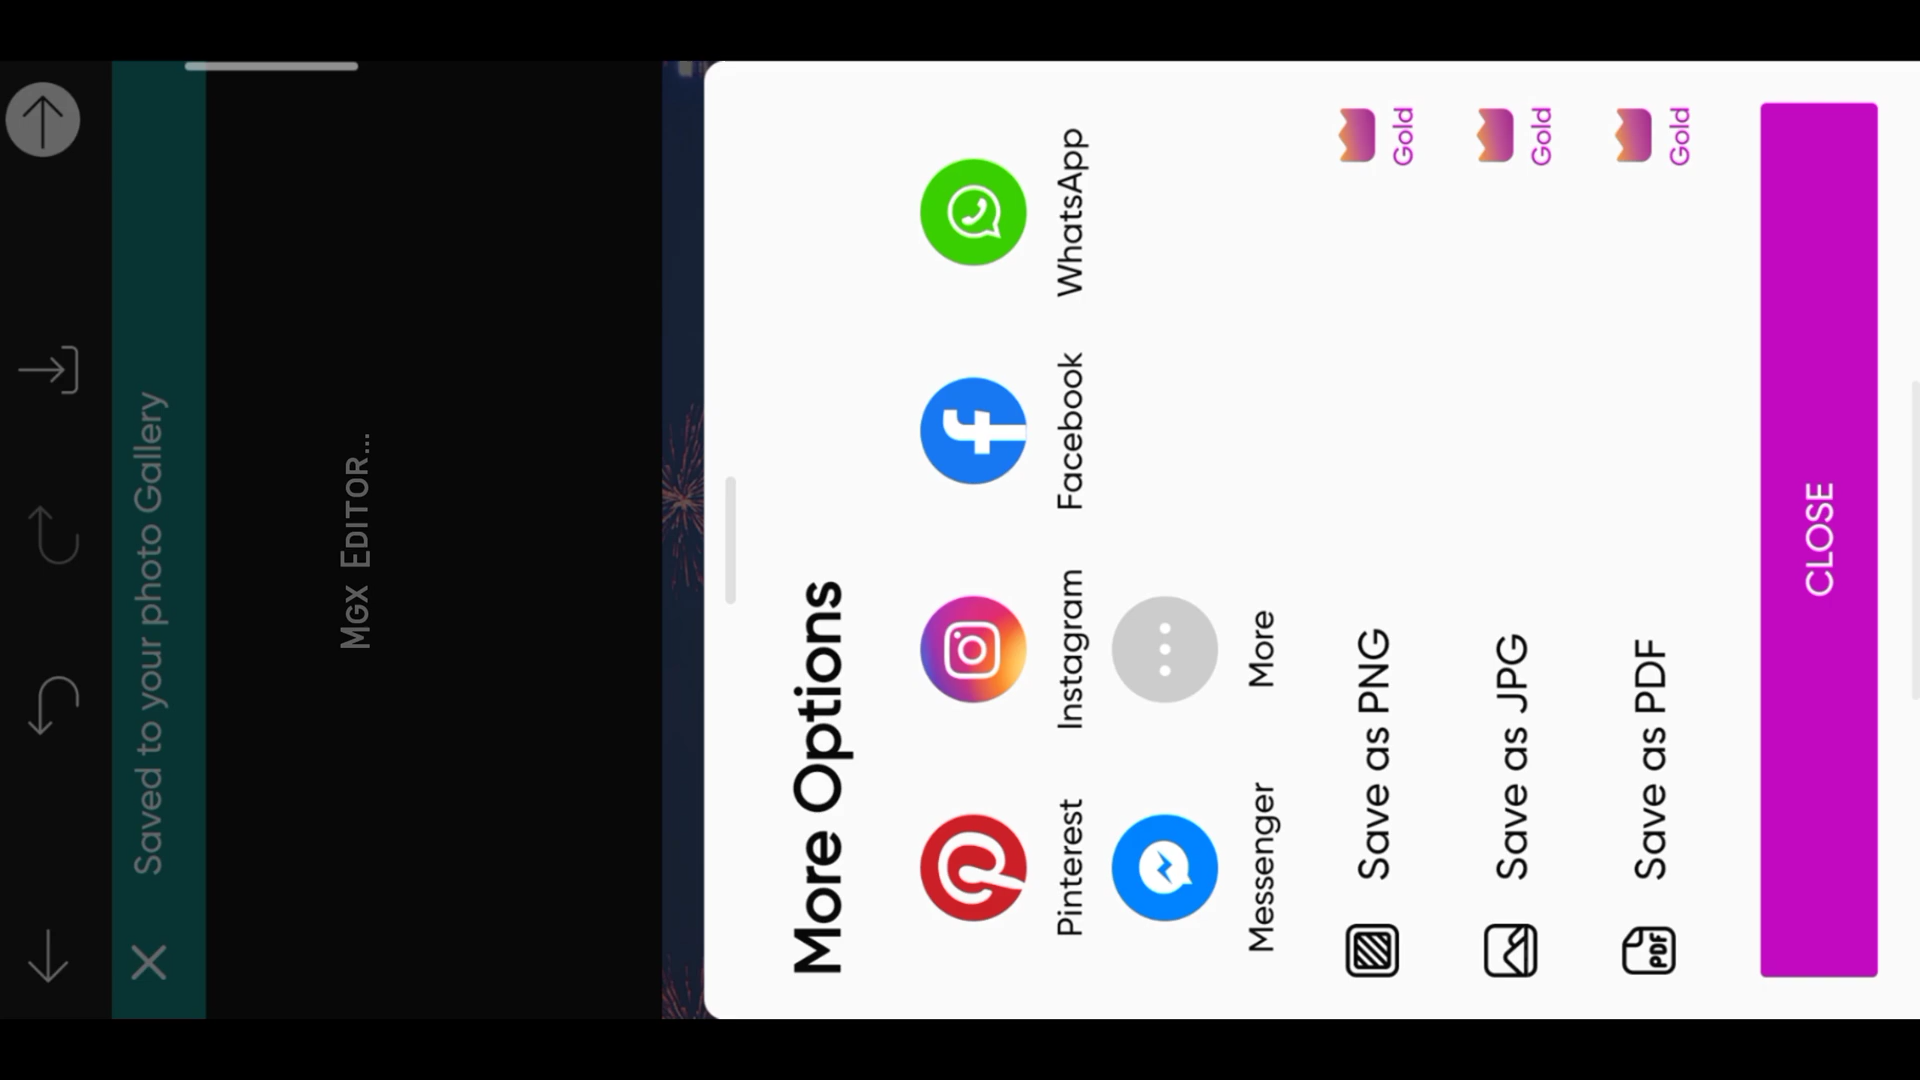 Saved to your photo Gallery
MGX EDITOR...
More Options
Pinterest
Instagram
Facebook
WhatsApp
Messenger
More
Save as PNG
Gold
Save as JPG
Gold
Save as PDF
Gold
PDF
CLOSE